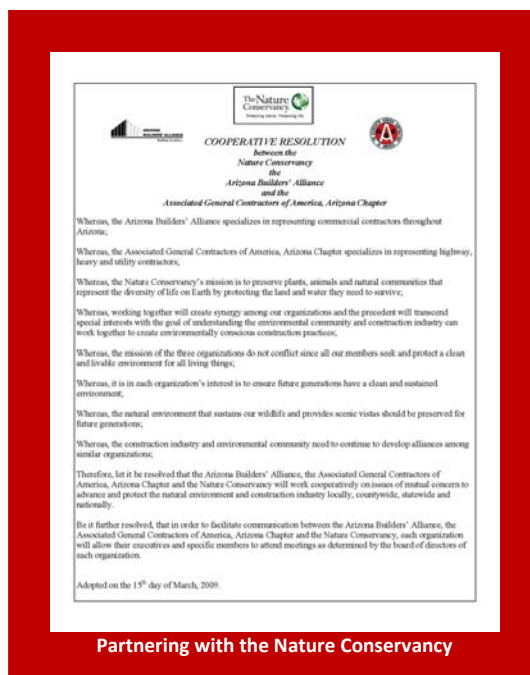 The Nature
Conservancy
Protecting nature. Preserving life.
ARIZONA
BUILDERS' ALLIANCE
COOPERATIVE RESOLUTION
between the
Nature Conservancy
the
Arizona Builders' Alliance
and the
Associated General Contractors of America, Arizona Chapter
Whereas, the Arizona Builders' Alliance specializes in representing commercial contractors throughout
Arizona;
Whereas, the Associated General Contractors of America, Arizona Chapter specializes in representing highway,
heavy and utility contractors;
Whereas, the Nature Conservancy's mission is to preserve plants, animals and natural communities that
represent the diversity of life on Earth by protecting the land and water they need to survive;
Whereas, working together will create synergy among our organizations and the precedent will transcend
special interests with the goal of understanding the environmental community and construction industry can
work together to create environmentally conscious construction practices;
Whereas, the mission of the three organizations do not conflict since all our members seek and protect a clean
and livable environment for all living things;
Whereas, it is in each organization's interest to ensure future generations have a clean and sustained
environment;
Whereas, the natural environment that sustains our wildlife and provides scenic vistas should be preserved for
future generations;
Whereas, the construction industry and environmental community need to continue to develop alliances among
similar organizations;
Therefore, let it be resolved that the Arizona Builders' Alliance, the Associated General Contractors of
America, Arizona Chapter and the Nature Conservancy will work cooperatively on issues of mutual concern to
advance and protect the natural environment and construction industry locally, countywide, statewide and
nationally.
Be it further resolved, that in order to facilitate communication between the Arizona Builders' Alliance, the
Associated General Contractors of America, Arizona Chapter and the Nature Conservancy, each organization
will allow their executives and specific members to attend meetings as determined by the board of directors of
each organization.
Adopted on the 15th day of March, 2009.
Partnering with the Nature Conservancy